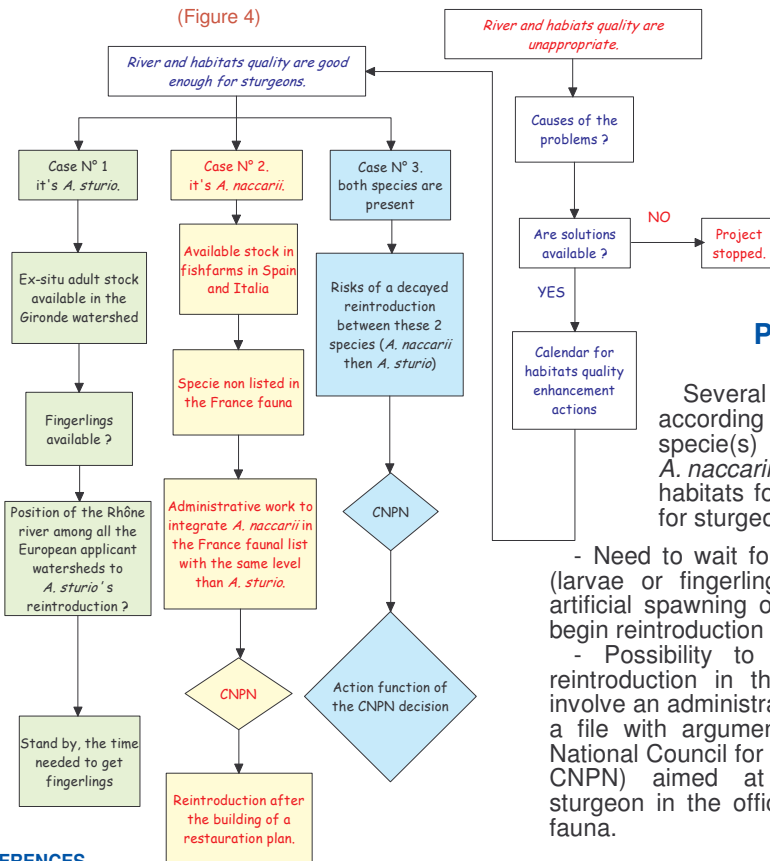 (Figure 4)
River and habitats quality are good
enough for sturgeons.
River and habiats quality are
unappropriate.
Causes of the
problems ?
Are solutions
available ?
NO
Project
stopped.
YES
Calendar for
habitats quality
enhancement
actions
Case N° 1
it's A. sturio.
Ex-situ adult stock
available in the
Gironde watershed
Fingerlings
available ?
Position of the Rhône
river among all the
European applicant
watersheds to
A. sturio's
reintroduction ?
Stand by, the time
needed to get
fingerlings
Case N° 2.
it's A. naccarii.
Available stock in
fishfarms in Spain
and Italia
Specie non listed in
the France fauna
Administrative work to
integrate A. naccarii in
the France faunal list
with the same level
than A. sturio.
CNPN
Reintroduction after
the building of a
restauration plan.
Case N° 3.
both species are
present
Risks of a decayed
reintroduction
between these 2
species (A. naccarii
then A. sturio)
CNPN
Action function of
the CNPN decision
P
Several
according
specie(s)
A. naccarii
habitats fo
for sturgeo
- Need to wait fo
(larvae or fingerling
artificial spawning o
begin reintroduction
- Possibility to
reintroduction in th
involve an administra
a file with argumen
National Council for
CNPN) aimed at
sturgeon in the offic
fauna.
ERENCES